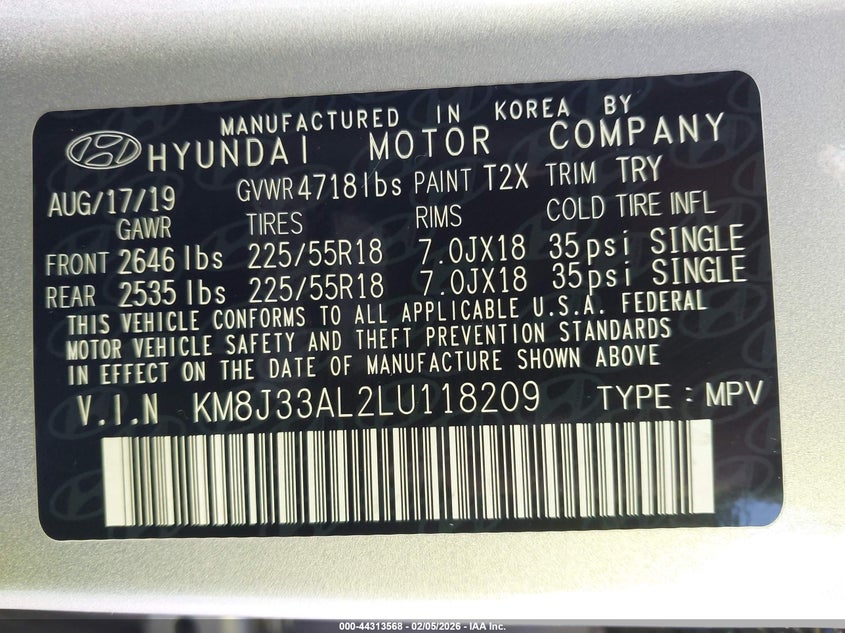 MANUFACTURED IN KOREA BY
HYUNDAI MOTOR COMPANY
AUG/17/19 GVWR 4718lbs PAINT T2X TRIM TRY
GAWR TIRES RIMS COLD TIRE INFL
FRONT 2646 lbs 225/55R18 7.0JX18 35psi SINGLE
REAR 2535 lbs 225/55R18 7.0JX18 35psi SINGLE
THIS VEHICLE CONFORMS TO ALL APPLICABLE U.S.A. FEDERAL
MOTOR VEHICLE SAFETY AND THEFT PREVENTION STANDARDS
IN EFFECT ON THE DATE OF MANUFACTURE SHOWN ABOVE
V.I.N KM8J33AL2LU118209 TYPE : MPV
000-44313568 - 02/05/2026 - IAA Inc.